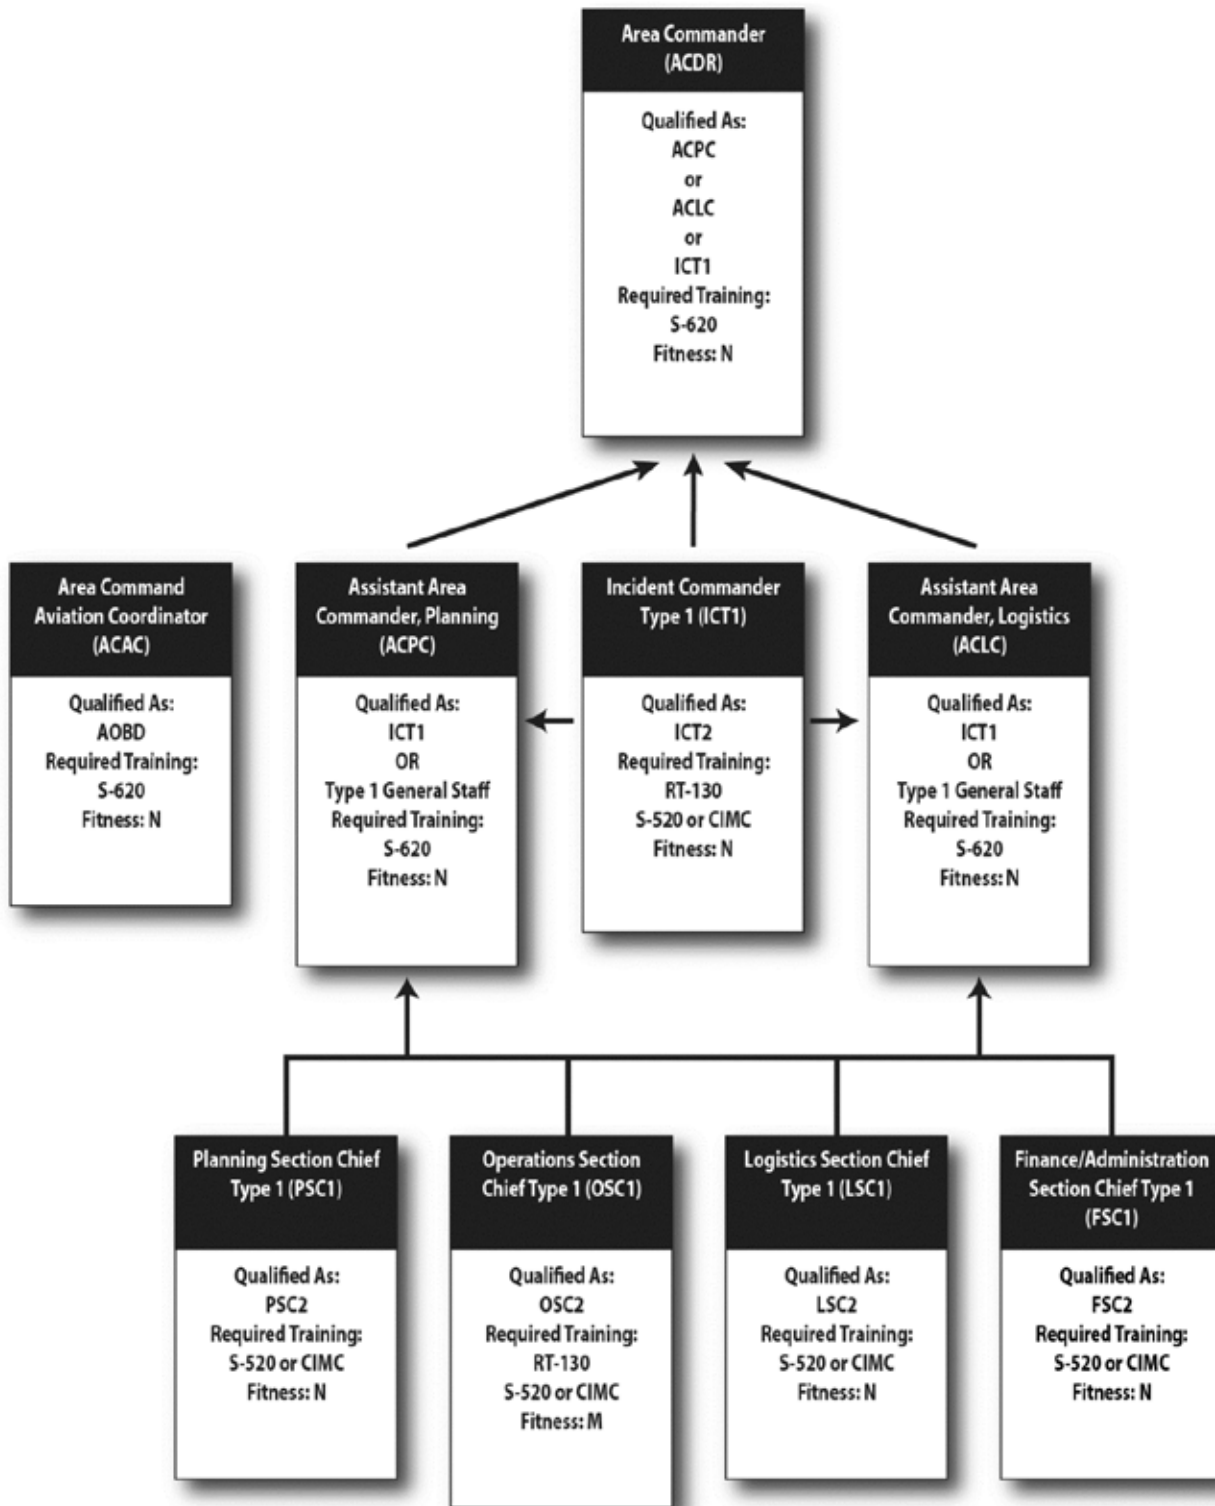 Area Commander
(ACDR)
Qualified As:
ACPC
or
ACLC
or
ICT1
Required Training:
S-620
Fitness: N
Area Command
Aviation Coordinator
(ACAC)
Qualified As:
AOBD
Required Training:
S-620
Fitness: N
Assistant Area
Commander, Planning
(ACPC)
Qualified As:
ICT1
OR
Type 1 General Staff
Required Training:
S-620
Fitness: N
Incident Commander
Type 1 (ICT1)
Qualified As:
ICT2
Required Training:
RT-130
S-520 or CIMC
Fitness: N
Assistant Area
Commander, Logistics
(ACLC)
Qualified As:
ICT1
OR
Type 1 General Staff
Required Training:
S-620
Fitness: N
Planning Section Chief
Type 1 (PSC1)
Qualified As:
PSC2
Required Training:
S-520 or CIMC
Fitness: N
Operations Section
Chief Type 1 (OSC1)
Qualified As:
OSC2
Required Training:
RT-130
S-520 or CIMC
Fitness: M
Logistics Section Chief
Type 1 (LSC1)
Qualified As:
LSC2
Required Training:
S-520 or CIMC
Fitness: N
Finance/Administration
Section Chief Type 1
(FSC1)
Qualified As:
FSC2
Required Training:
S-520 or CIMC
Fitness: N